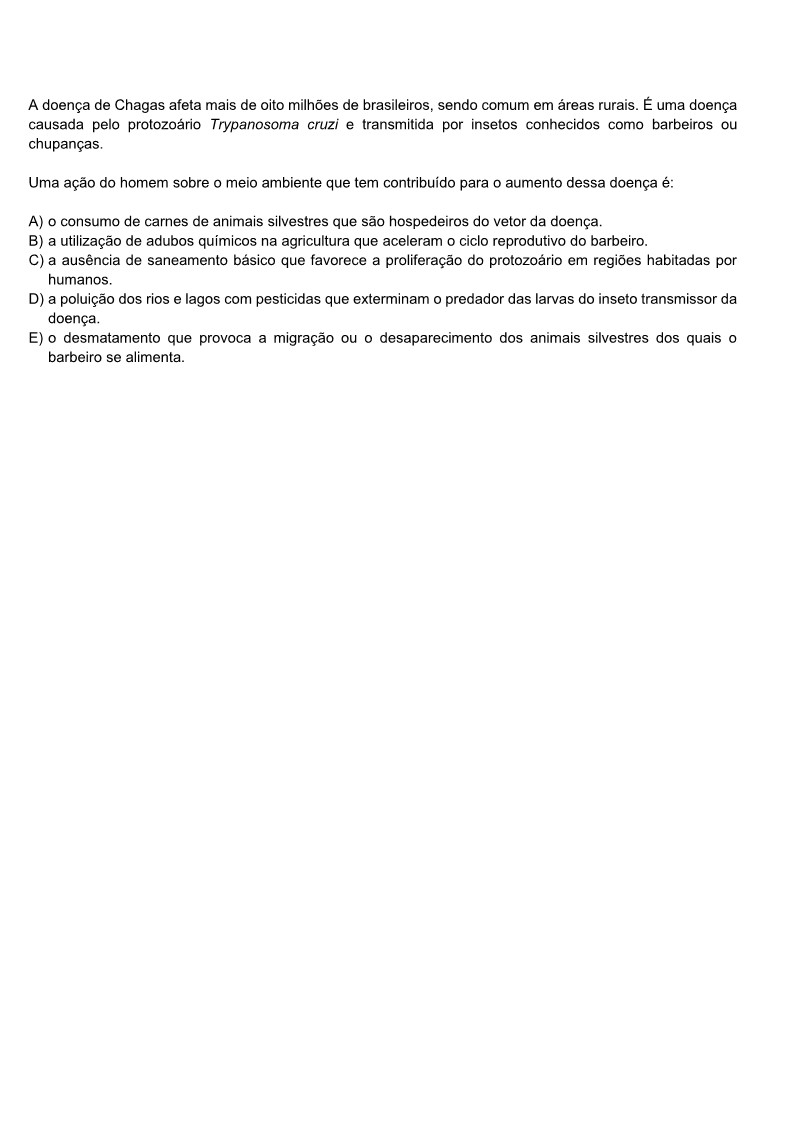 A doença de Chagas afeta mais de oito milhões de brasileiros, sendo comum em áreas rurais. É uma doença
causada pelo protozoário Trypanosoma cruzi e transmitida por insetos conhecidos como barbeiros ou
chupanças.
Uma ação do homem sobre o meio ambiente que tem contribuído para o aumento dessa doença é:
A) o consumo de carnes de animais silvestres que são hospedeiros do vetor da doença.
B) a utilização de adubos químicos na agricultura que aceleram o ciclo reprodutivo do barbeiro.
C) a ausência de saneamento básico que favorece a proliferação do protozoário em regiões habitadas por
humanos.
D) a poluição dos rios e lagos com pesticidas que exterminam o predador das larvas do inseto transmissor da
doença.
E) o desmatamento que provoca a migração ou o desaparecimento dos animais silvestres dos quais o
barbeiro se alimenta.